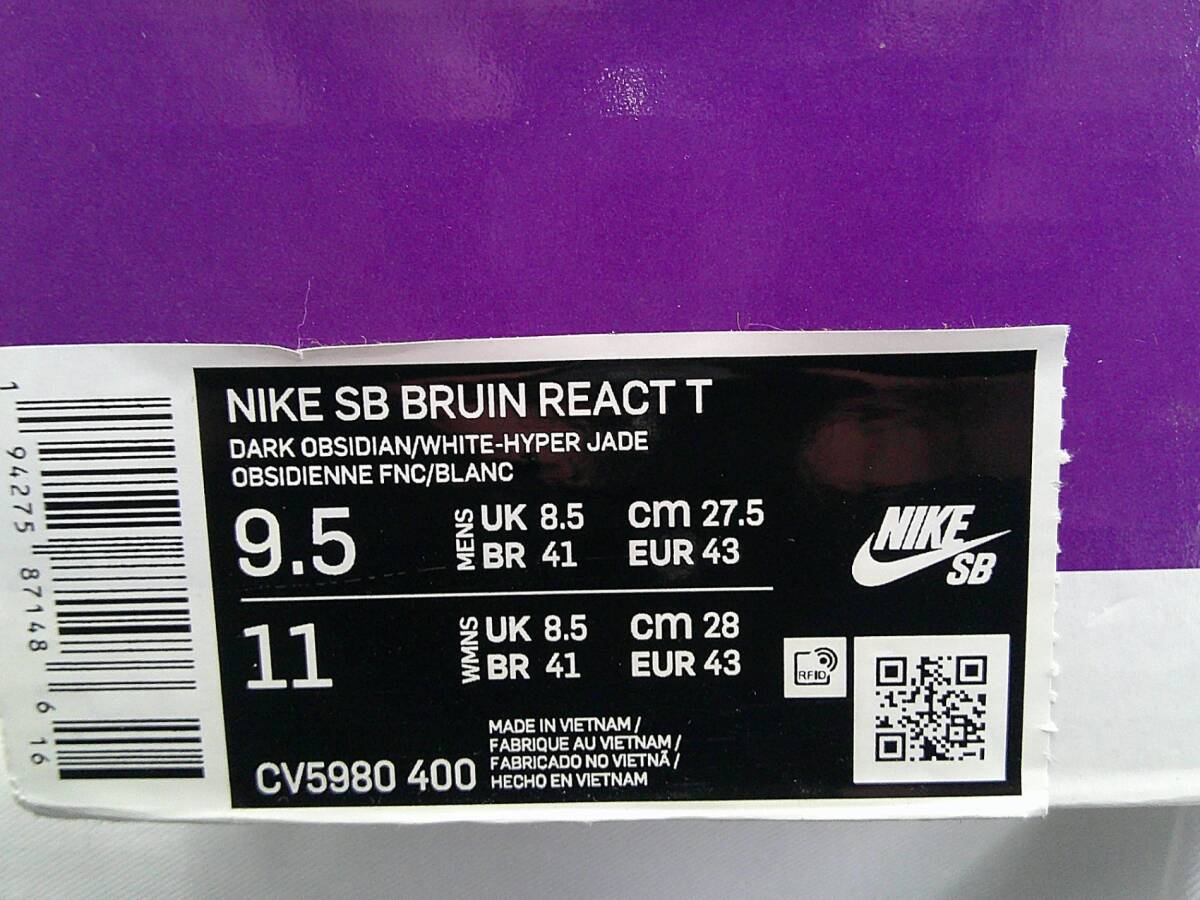 NIKE SB BRUIN REACT T
DARK OBSIDIAN/WHITE-HYPER JADE
OBSIDIENNE FNC/BLANC
9.5
MENS
UK 8.5 cm 27.5
BR 41 EUR 43
11
WMNS
UK 8.5 cm 28
BR 41 EUR 43
NIKE
SB
RFID
CV5980 400
MADE IN VIETNAM /
FABRIQUE AU VIETNAM /
FABRICADO NO VIETNÃ /
HECHO EN VIETNAM
1 94275 87148 6 16